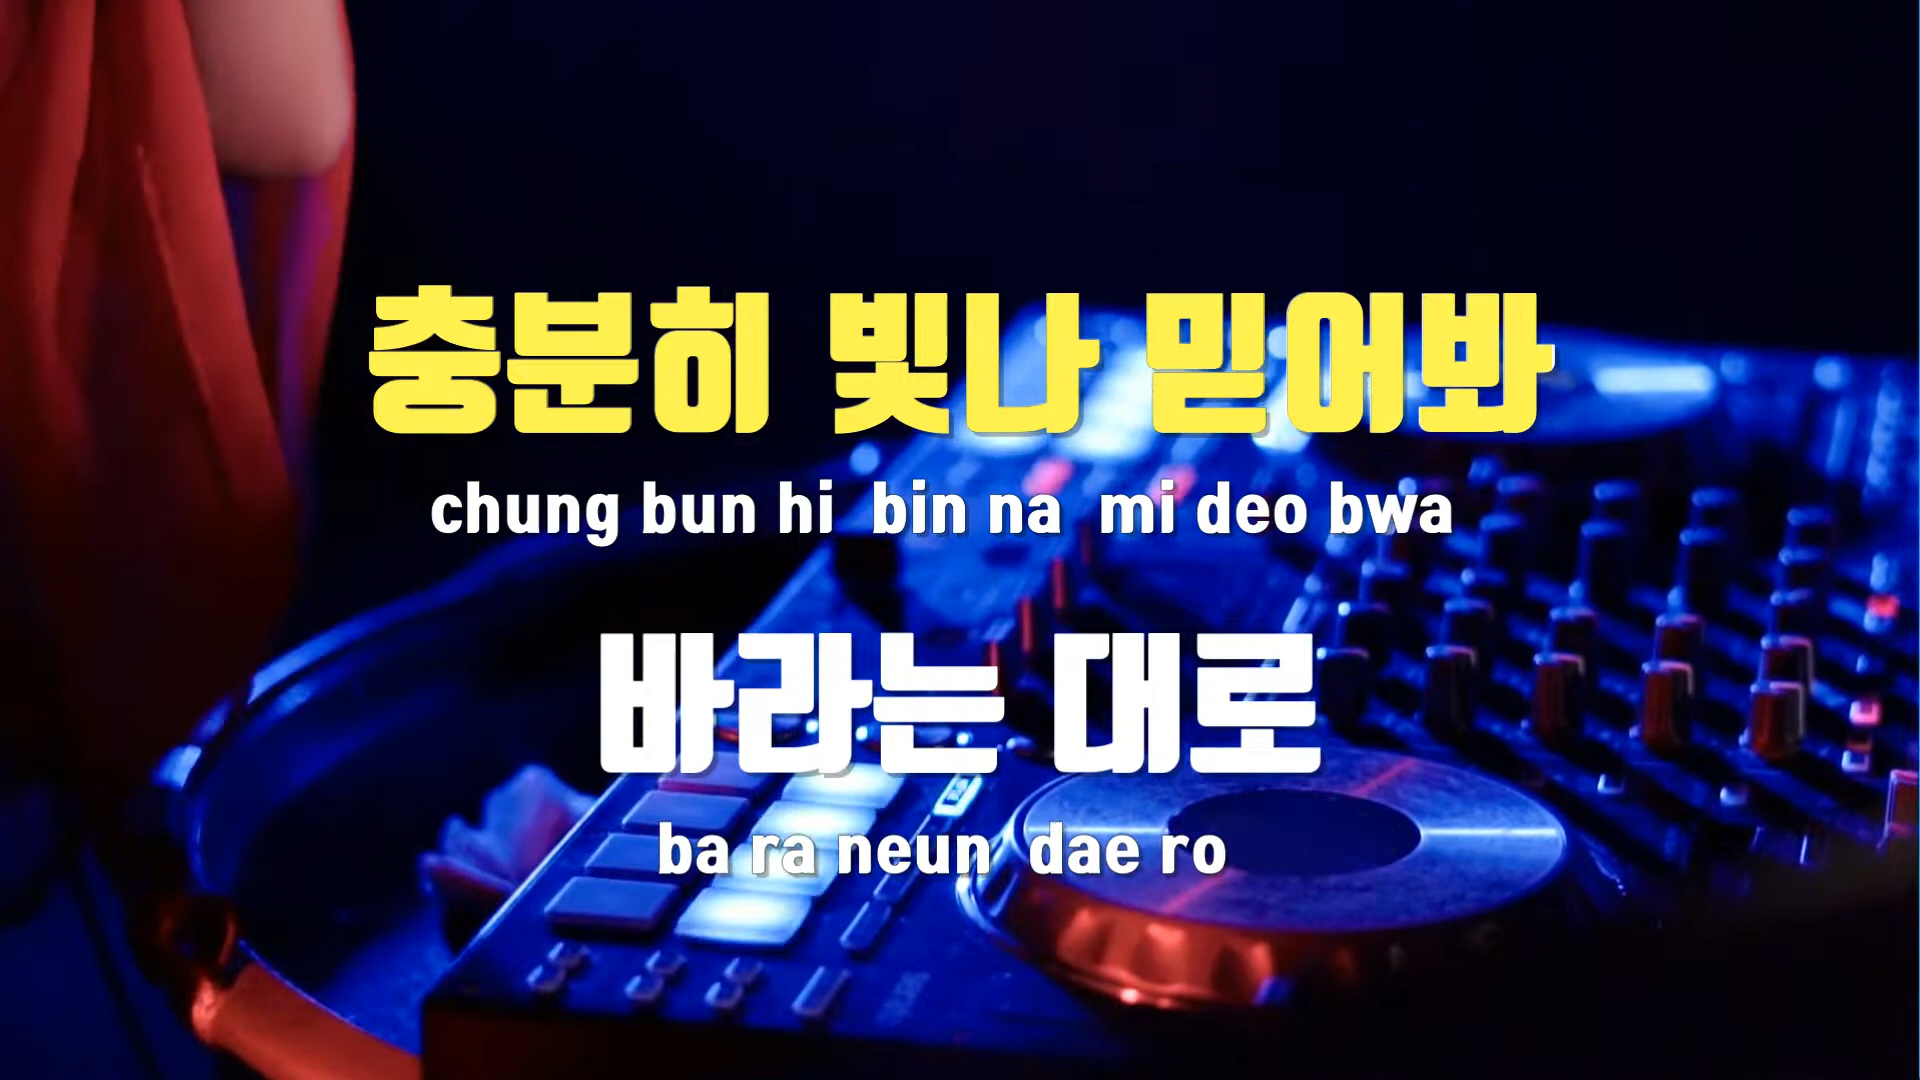 충분히 빛나 믿어봐
chung bun hi bin na mi deo bwa
바라는 대로
ba ra neun dae ro